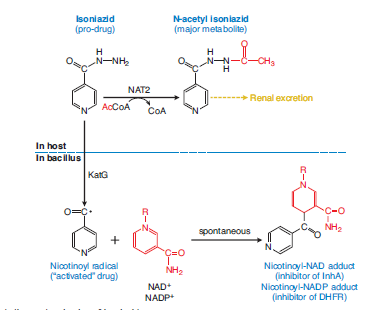 Isoniazid
(pro-drug)
N-acetyl isoniazid
(major metabolite)
O
C
H
N-NH₂
N
NAT2
AcCoA
CoA
O
C
H
N-N-C-CH₃
H
O
N
Renal excretion
In host
In bacillus
KatG
O=C•
N
Nicotinoyl radical
("activated" drug)
+
R
N
C=O
NH₂
NAD+
NADP+
spontaneous
R
N
C=O
NH₂
C
O
N
Nicotinoyl-NAD adduct
(inhibitor of InhA)
Nicotinoyl-NADP adduct
(inhibitor of DHFR)